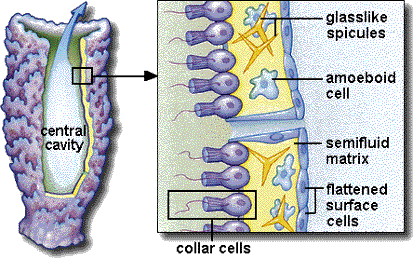 glasslike
spicules
amoeboid
cell
central
cavity
semifluid
matrix
flattened
surface
cells
collar cells